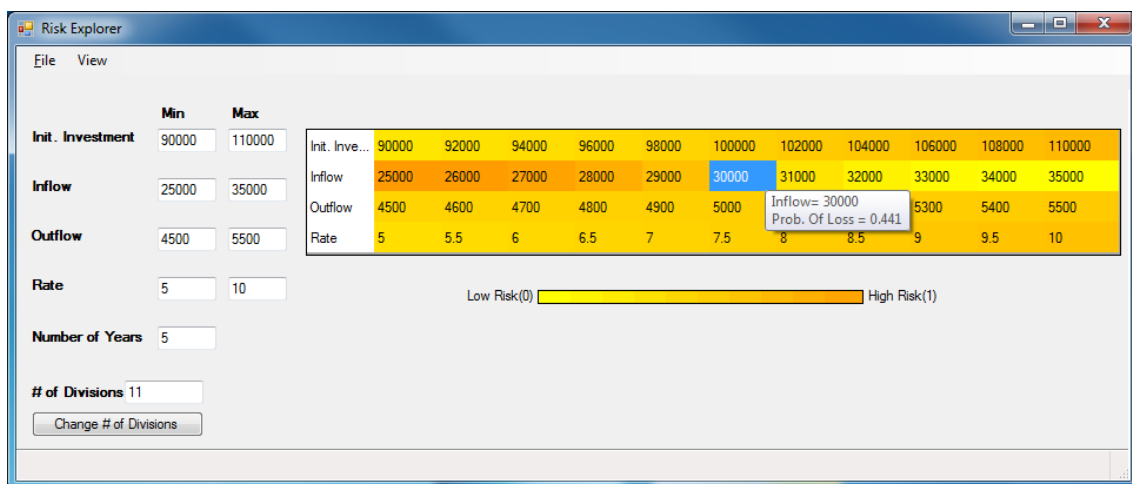 Risk Explorer
File View
Min Max
Init. Investment 90000 110000
Inflow 25000 35000
Outflow 4500 5500
Rate 5 10
Number of Years 5
# of Divisions 11
Change # of Divisions
Init. Inve... 90000 92000 94000 96000 98000 100000 102000 104000 106000 108000 110000
Inflow 25000 26000 27000 28000 29000 30000 31000 32000 33000 34000 35000
Outflow 4500 4600 4700 4800 4900 5000 5300 5400 5500
Rate 5 5.5 6 6.5 7 7.5 8 8.5 9 9.5 10
Inflow= 30000
Prob. Of Loss = 0.441
Low Risk(0) High Risk(1)